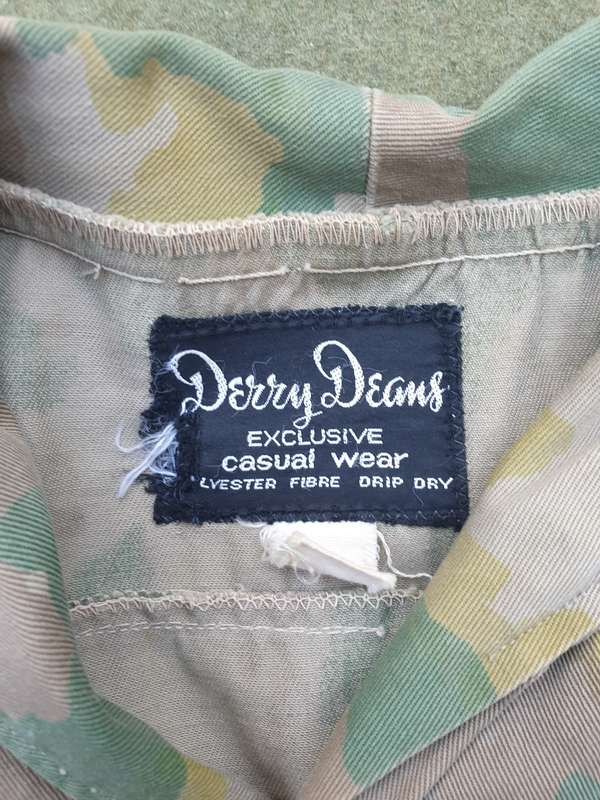 Derry Deans
EXCLUSIVE
casual wear
LYESTER FIBRE DRIP DRY